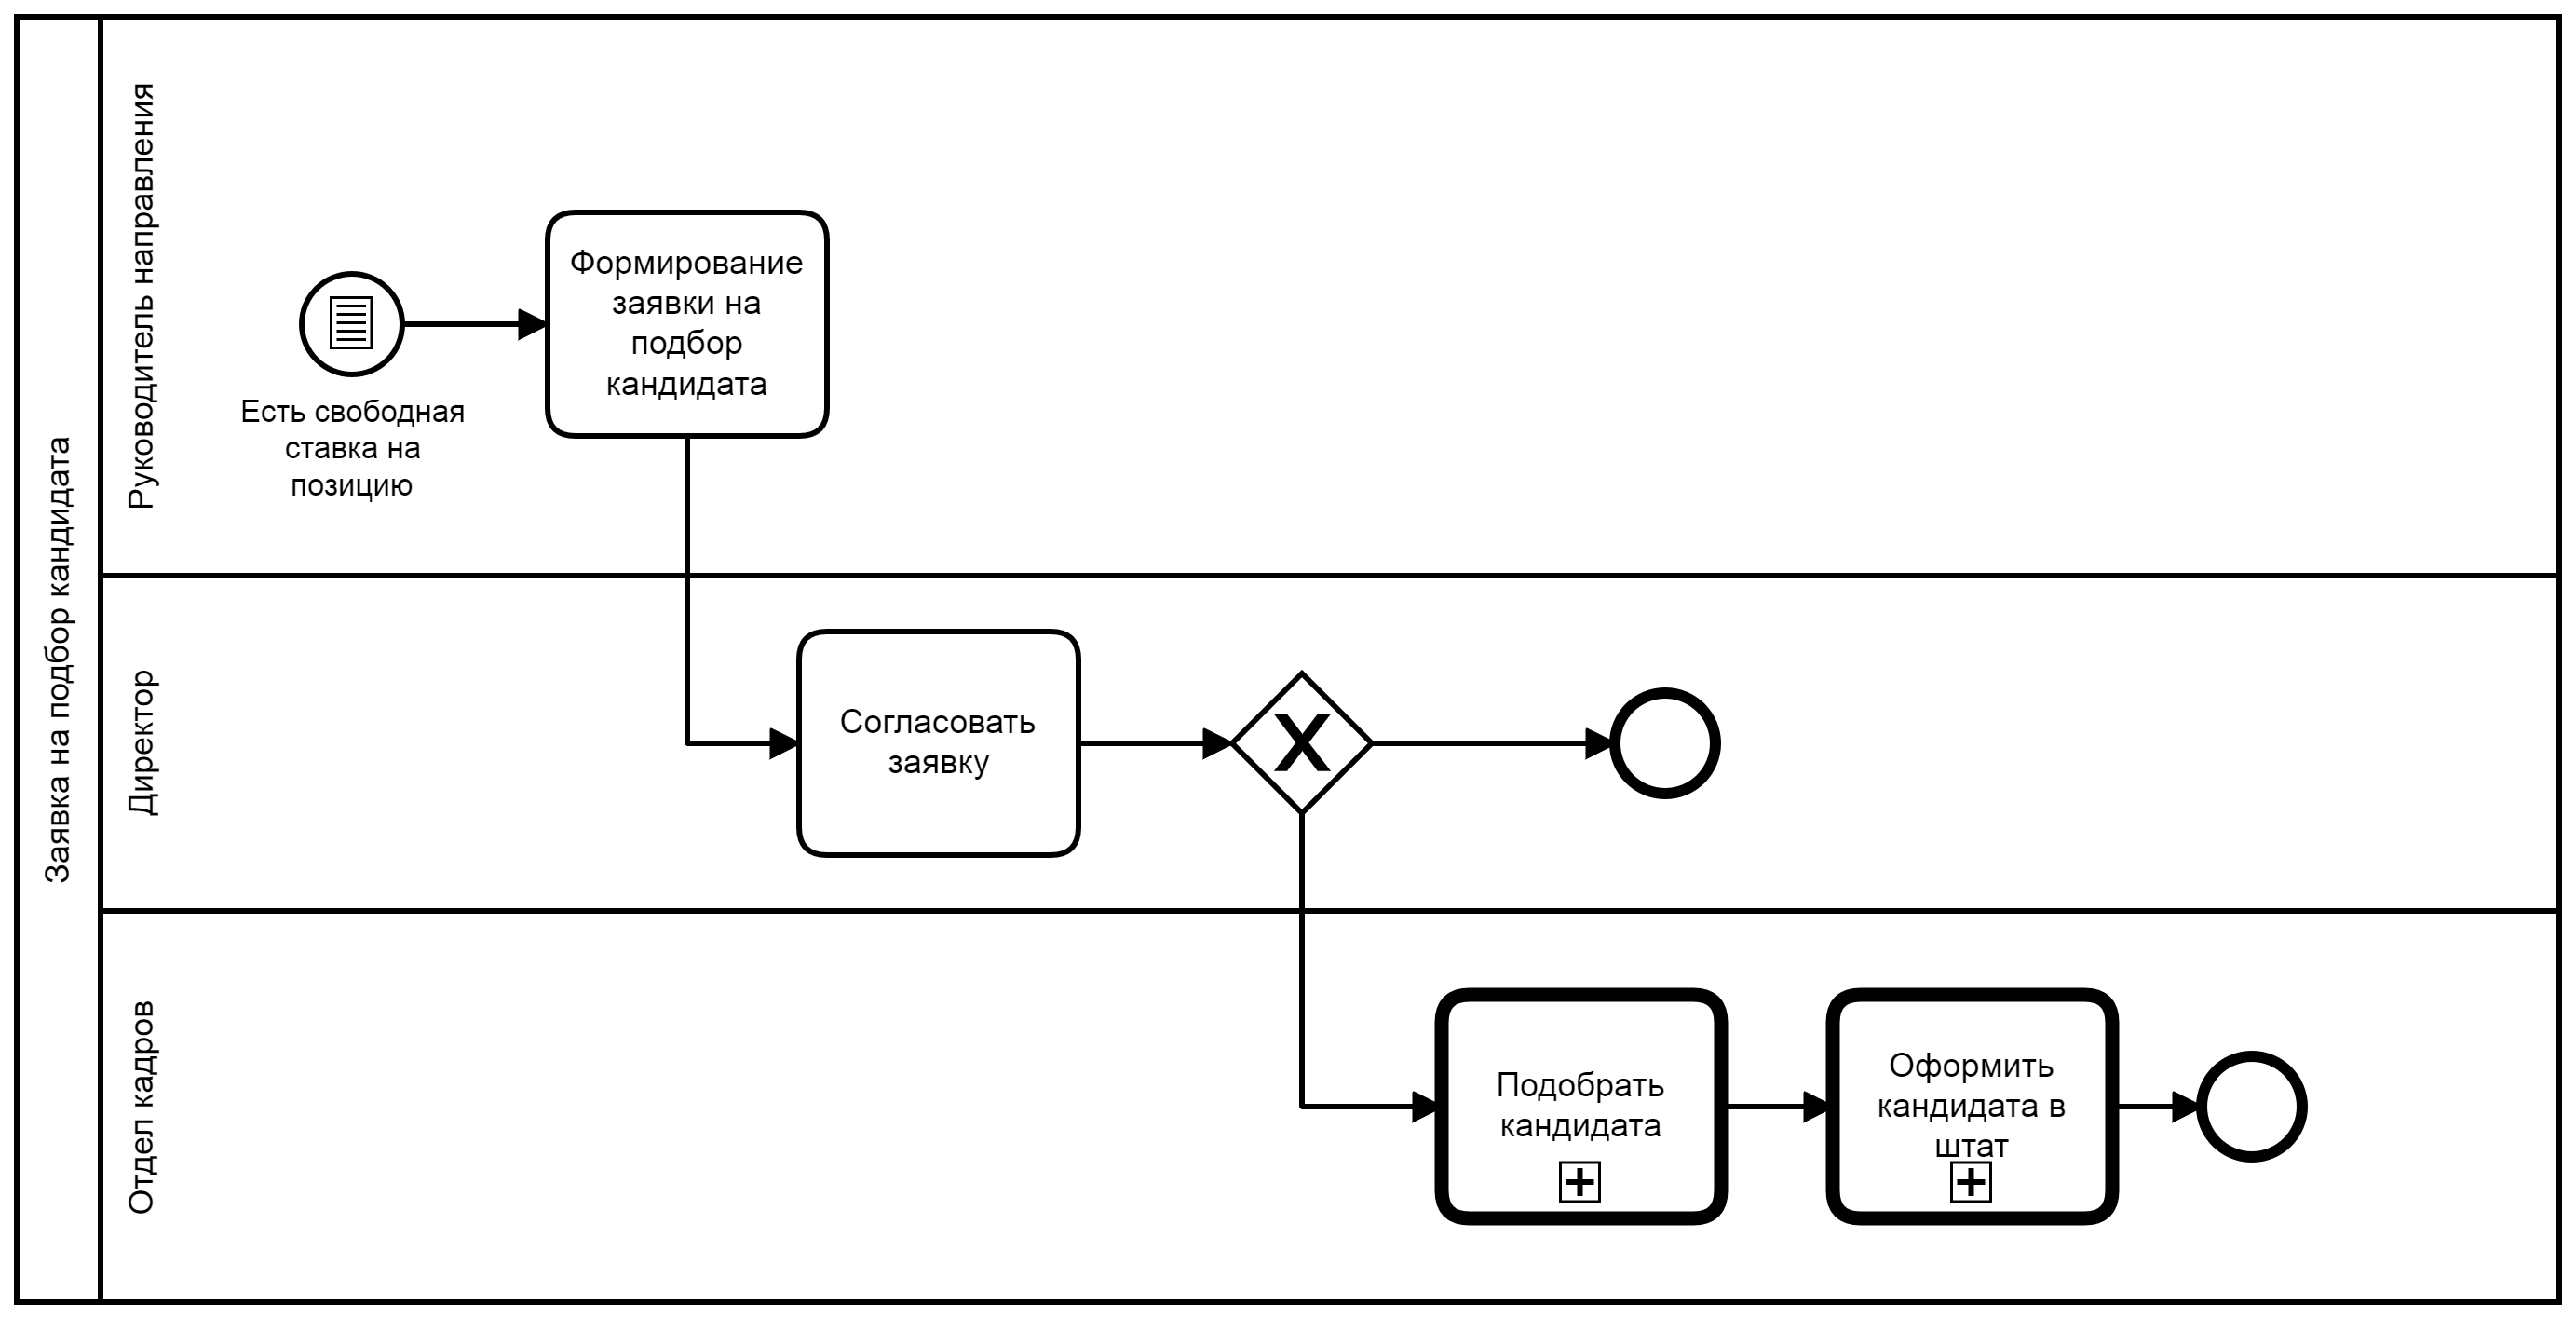 Заявка на подбор кандидата
Руководитель направления
Есть свободная
ставка на
позицию
Формирование
заявки на
подбор
кандидата
Директор
Согласовать
заявку
X
Отдел кадров
Подобрать
кандидата
Оформить
кандидата в
штат